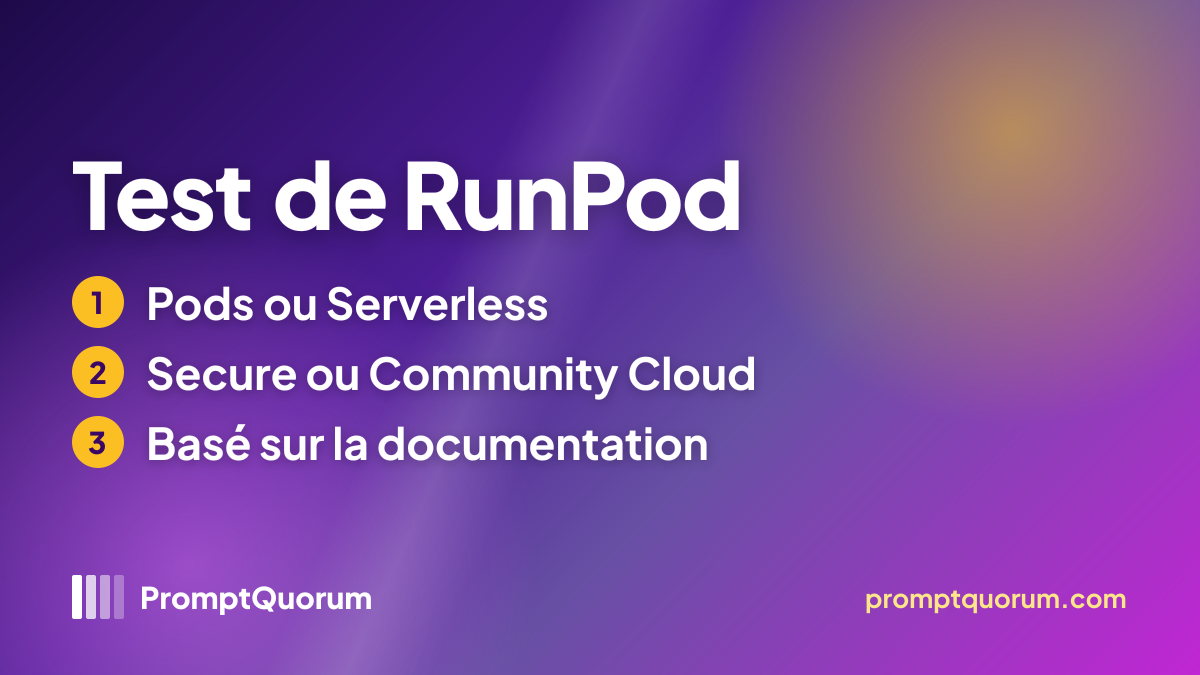 Test de RunPod
1 Pods ou Serverless
2 Secure ou Community Cloud
3 Basé sur la documentation
PromptQuorum
promptquorum.com